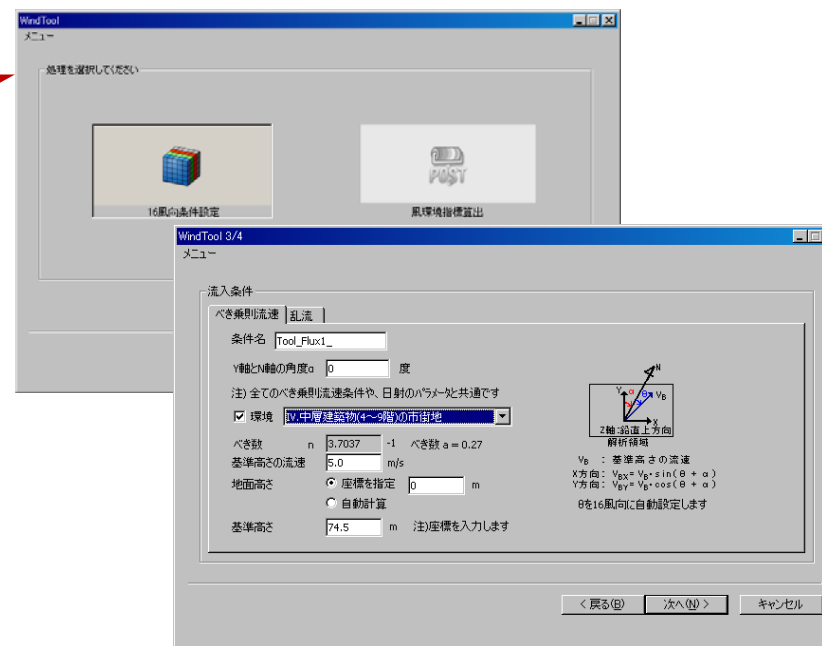 WindTool
メニュー
処理を選択してください
POST
16風向条件設定
風環境指標算出
WindTool 3/4
メニュー
流入条件
べき乗則流速
乱流
条件名 Tool_Flux1_
Y軸とN軸の角度α 0 度
注) 全てのべき乗則流速条件や、日射のパラメータと共通です
環境 IV.中層建築物(4～9階)の市街地
べき数 n 3.7037 -1 べき数 a = 0.27
基準高さの流速 5.0 m/s
地面高さ 座標を指定 0 m
自動計算
基準高さ 74.5 m 注)座標を入力します
N
Y α θ VB
X
Z軸:鉛直上方向
解析領域
VB : 基準高さの流速
X方向: VBX= VB・sin(θ + α)
Y方向: VBY= VB・cos(θ + α)
θを16風向に自動設定します
< 戻る(B)
次へ(N) >
キャンセル